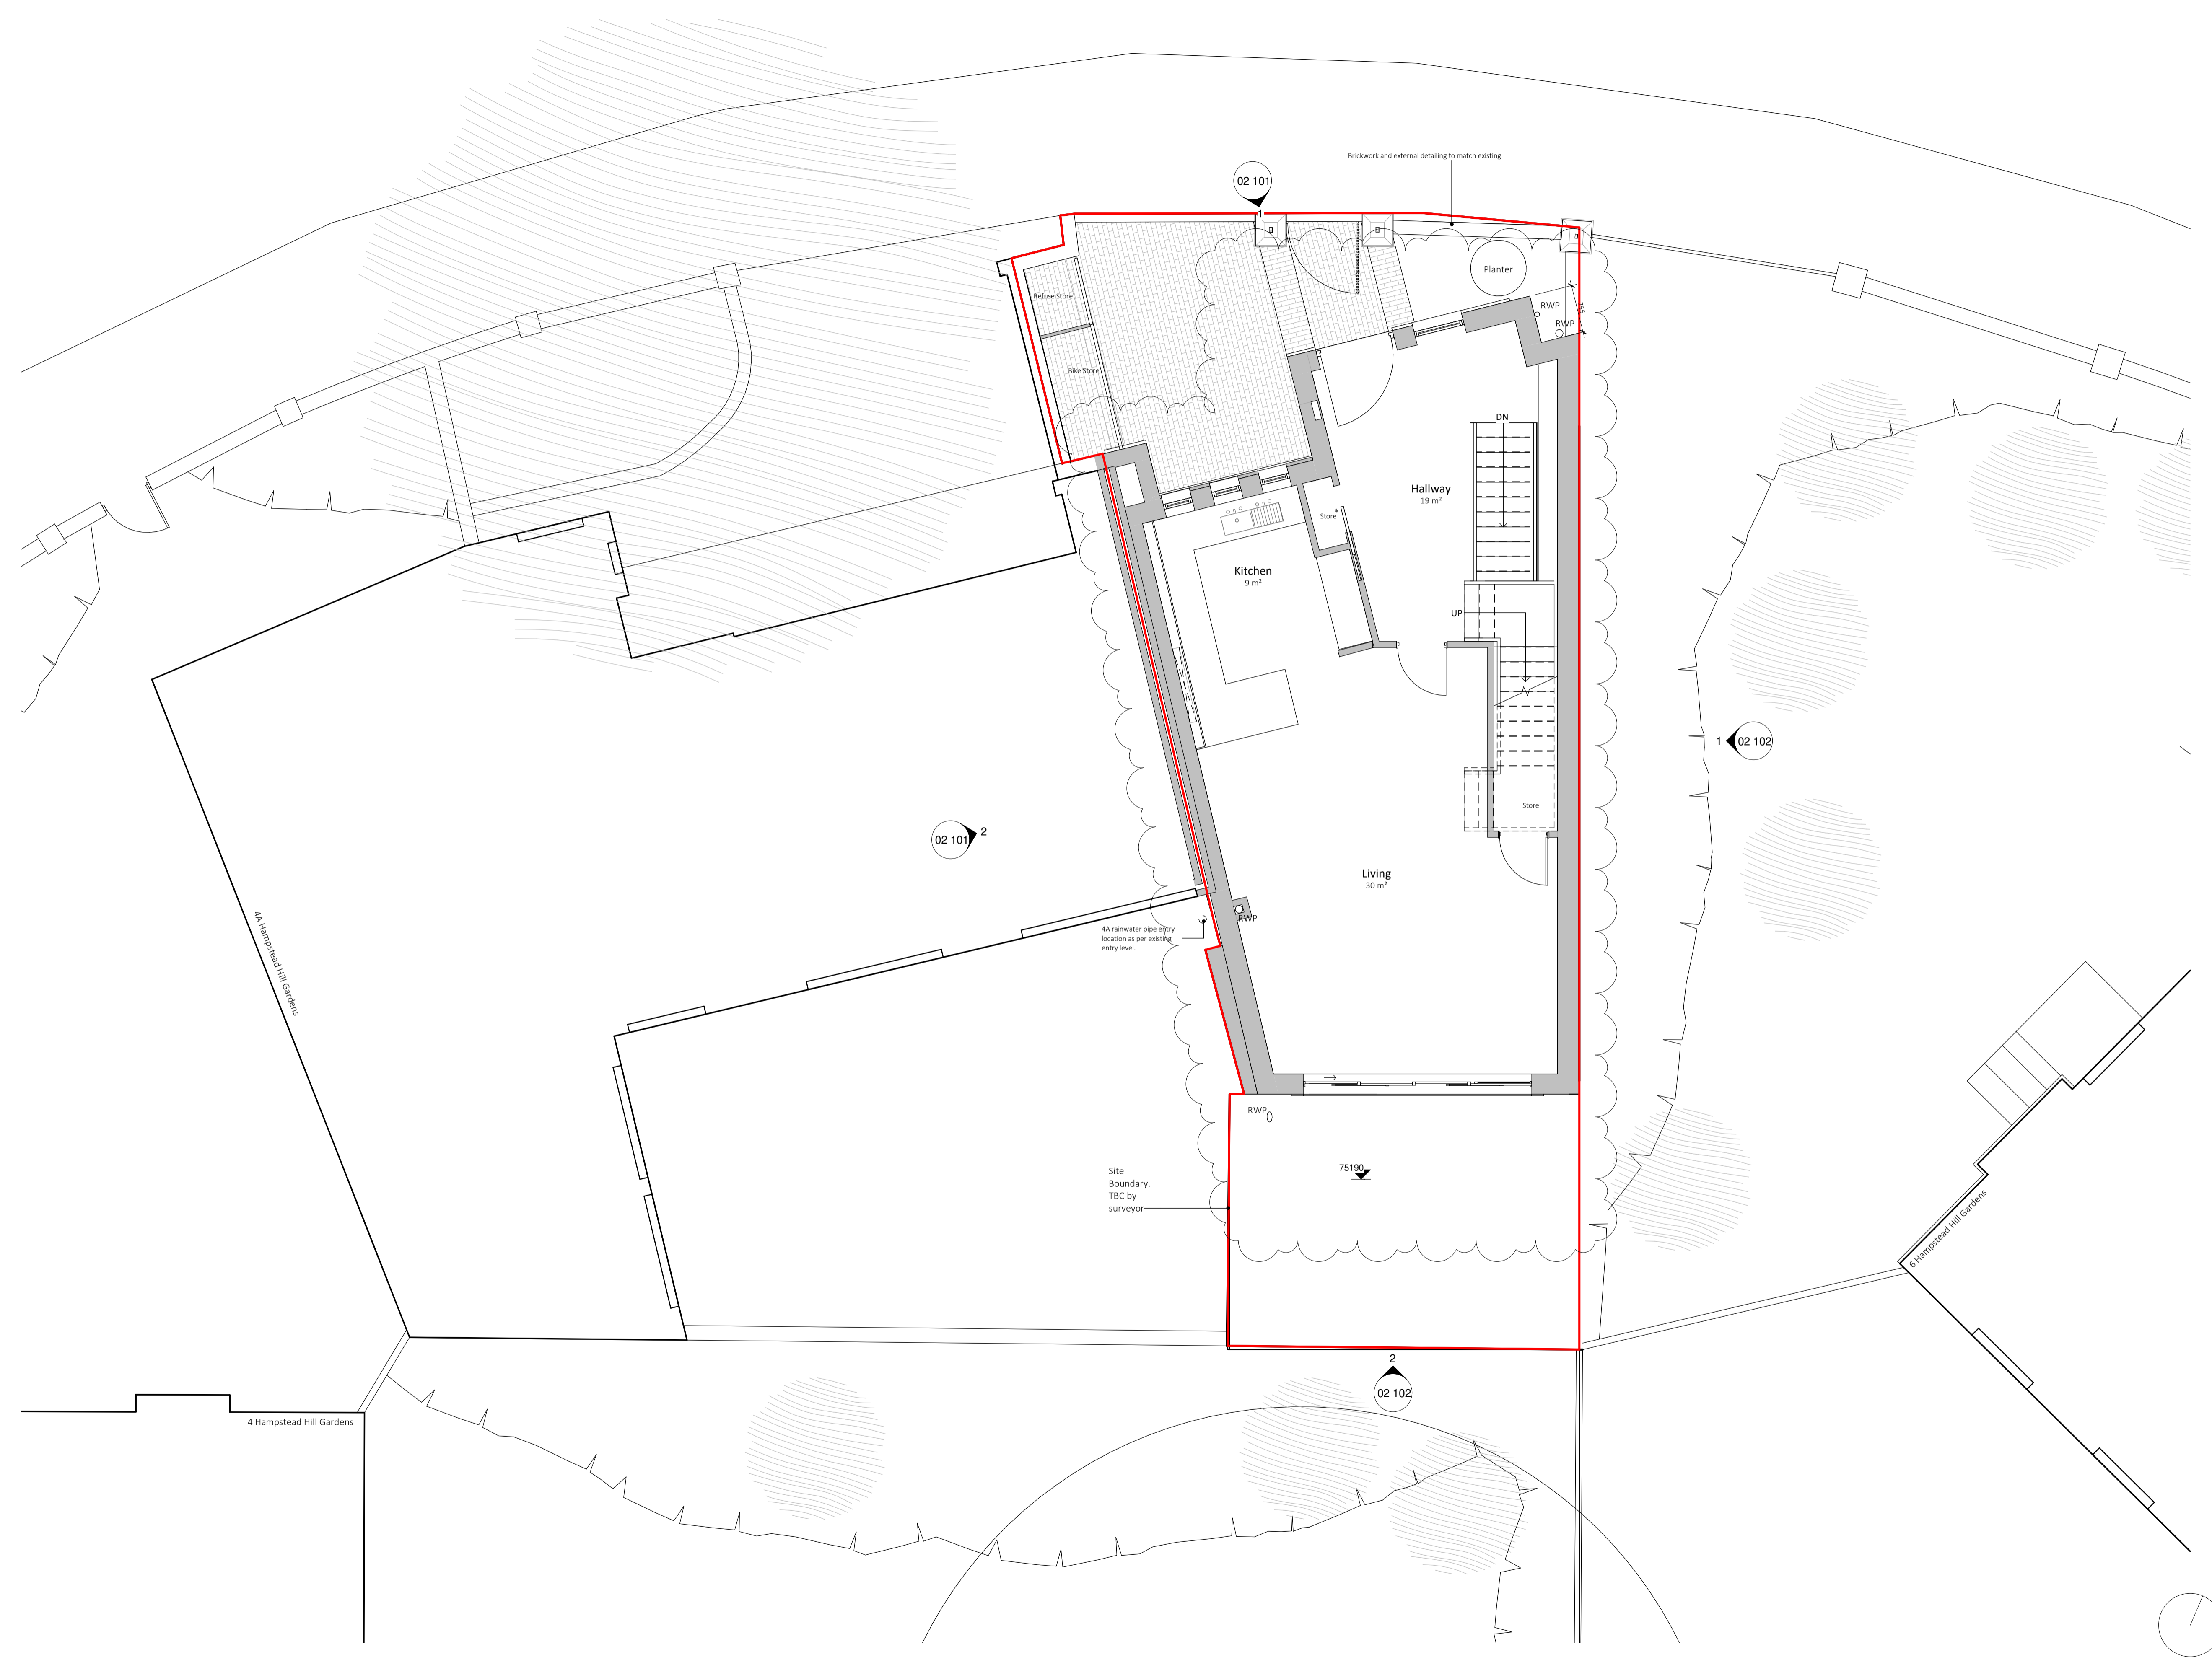 Brickwork and external detailing to match existing
02 101
1
Planter
Refuse Store
RWP
755
RWP
Bike Store
DN
Hallway
19 m²
Store
Kitchen
9 m²
UP
1
02 102
Store
02 101
2
Living
30 m²
4A Hampstead Hill Gardens
RWP
4A rainwater pipe entry
location as per existing
entry level.
RWP
75190
Site
Boundary.
TBC by
surveyor
6 Hampstead Hill Gardens
2
02 102
4 Hampstead Hill Gardens